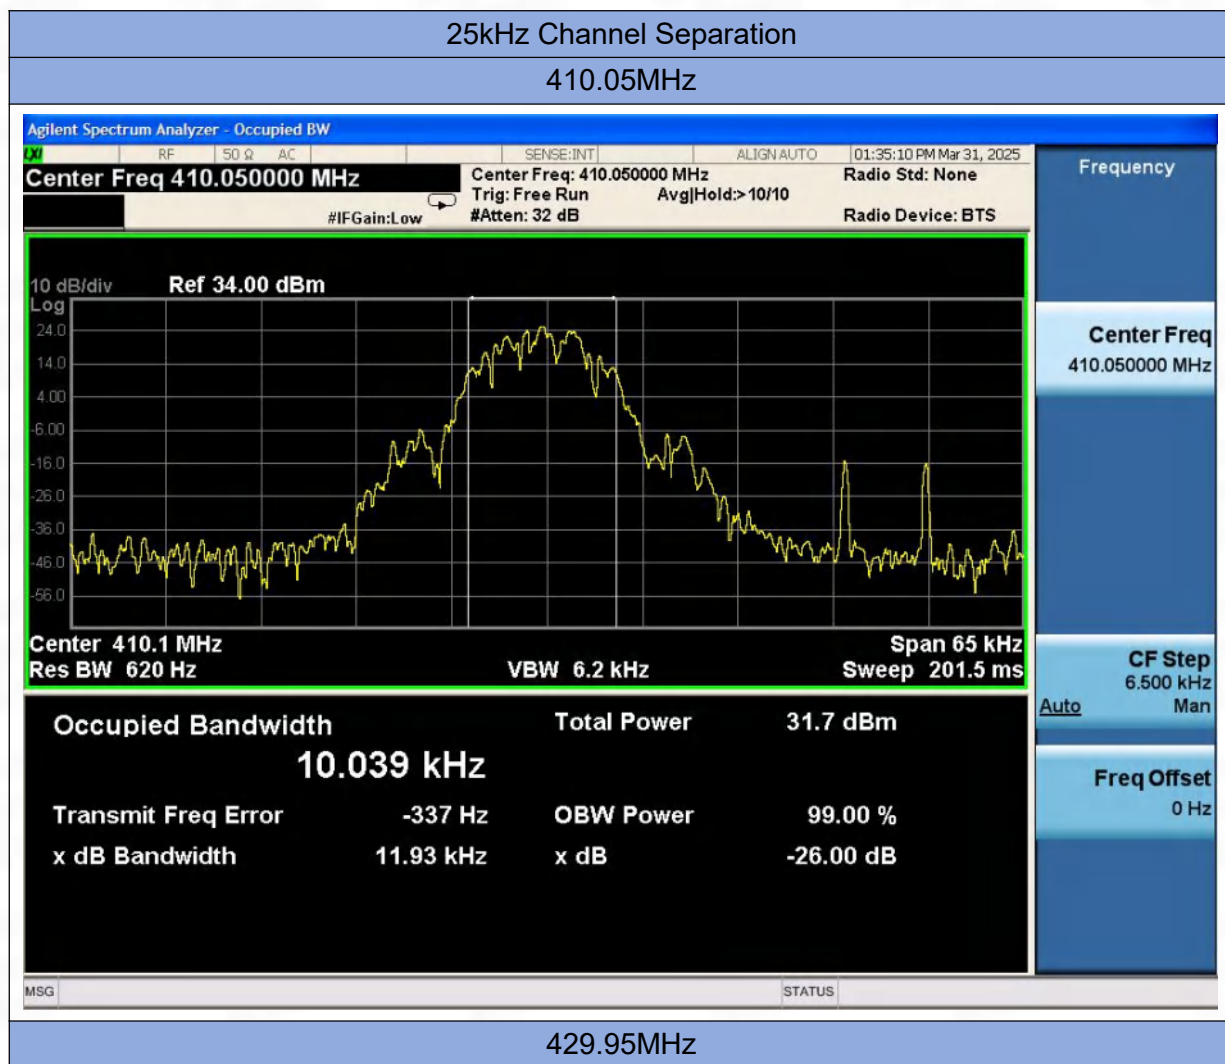 25kHz Channel Separation
410.05MHz
Agilent Spectrum Analyzer - Occupied BW
LXI RF 50 Ω AC SENSE:INT ALIGN AUTO 01:35:10 PM Mar 31, 2025
Center Freq 410.050000 MHz
#IFGain:Low
Center Freq: 410.050000 MHz
Trig: Free Run Avg|Hold:>10/10
#Atten: 32 dB
Radio Std: None
Radio Device: BTS
Frequency
10 dB/div Ref 34.00 dBm
Log
24.0
14.0
4.00
-6.00
-16.0
-26.0
-36.0
-46.0
-56.0
Center 410.1 MHz Span 65 kHz
Res BW 620 Hz VBW 6.2 kHz Sweep 201.5 ms
Center Freq
410.050000 MHz
CF Step
6.500 kHz
Auto Man
Freq Offset
0 Hz
Occupied Bandwidth Total Power 31.7 dBm
10.039 kHz
Transmit Freq Error -337 Hz OBW Power 99.00 %
x dB Bandwidth 11.93 kHz x dB -26.00 dB
MSG STATUS
429.95MHz